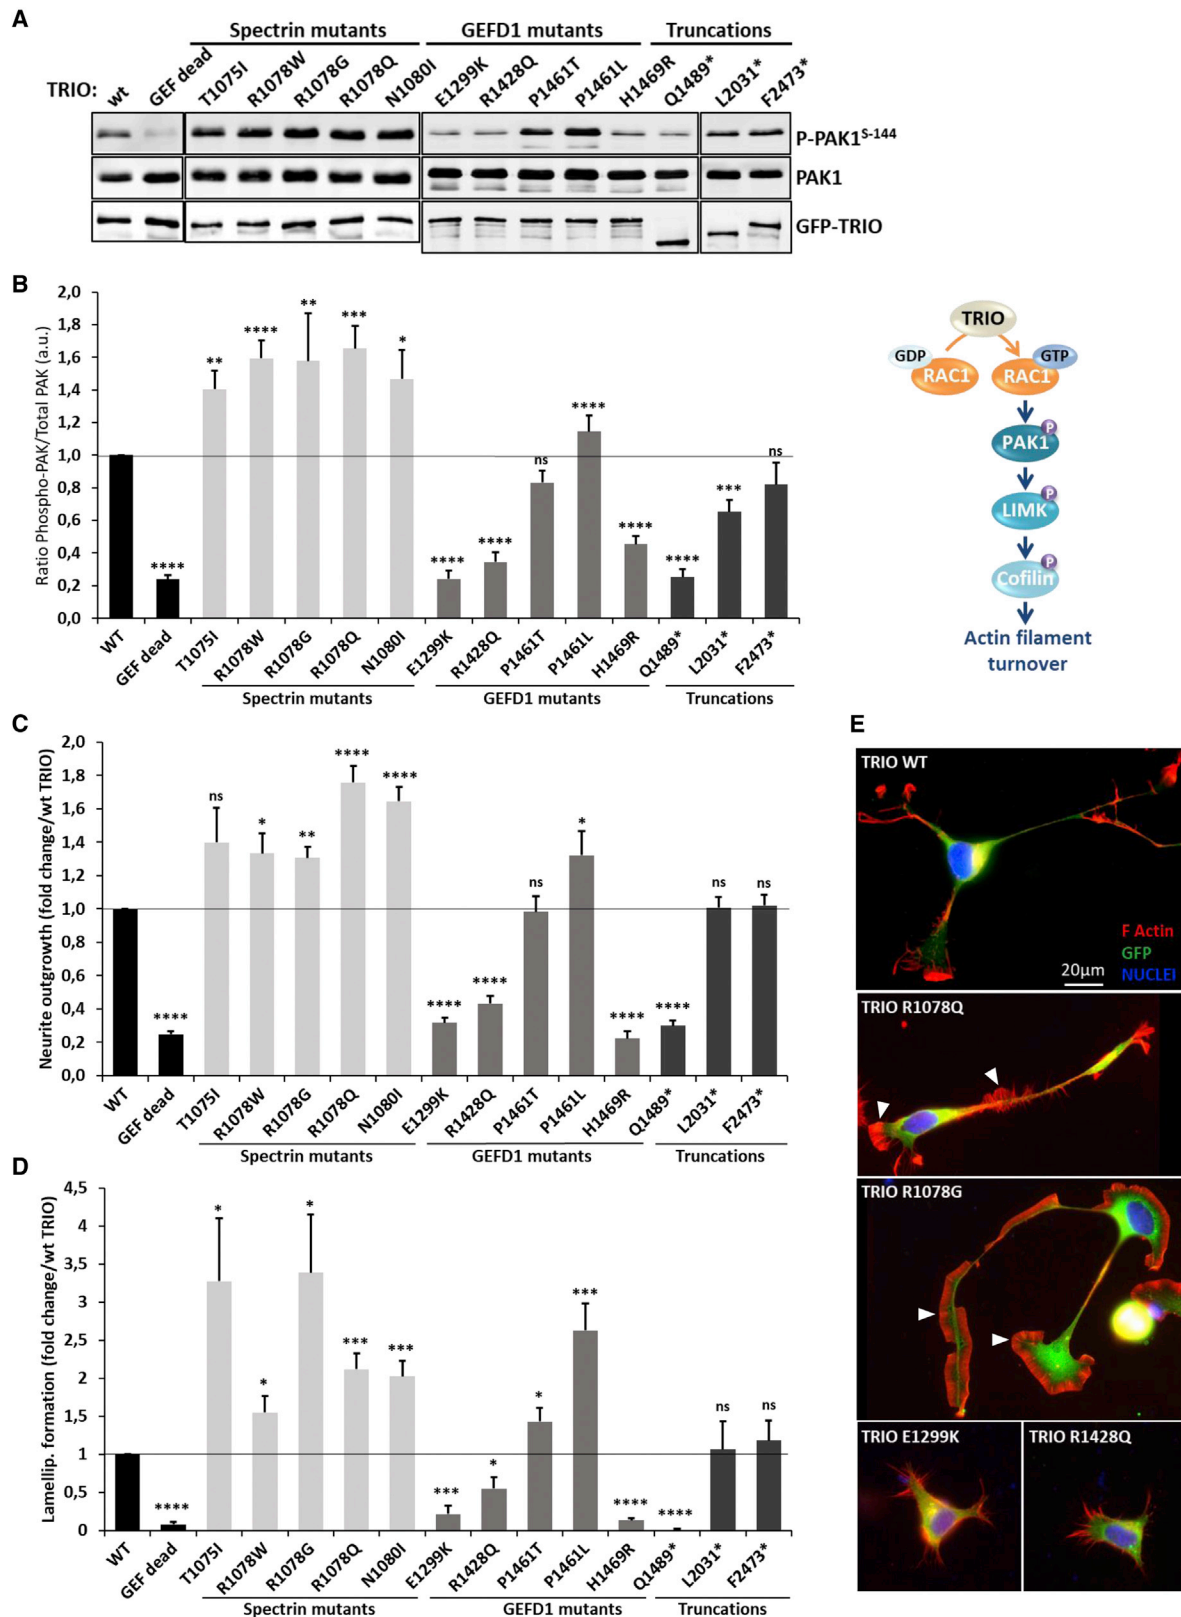 A
Spectrin mutants
GEFD1 mutants
Truncations
TRIO: wt GEF dead T1075I R1078W R1078G R1078Q N1080I E1299K R1428Q P1461T P1461L H1469R Q1489* L2031* F2473*
P-PAK1S-144
PAK1
GFP-TRIO
B
Ratio Phospho-PAK/Total PAK (a.u.)
2,0
1,8
1,6
1,4
1,2
1,0
0,8
0,6
0,4
0,2
0,0
**** ** **** ** *** * **** **** ns **** **** **** *** ns
WT GEF dead T1075I R1078W R1078G R1078Q N1080I E1299K R1428Q P1461T P1461L H1469R Q1489* L2031* F2473*
Spectrin mutants
GEFD1 mutants
Truncations
TRIO
GDP
RAC1
GTP
RAC1
P
PAK1
P
LIMK
P
Cofilin
Actin filament
turnover
C
Neurite outgrowth (fold change/wt TRIO)
2,0
1,8
1,6
1,4
1,2
1,0
0,8
0,6
0,4
0,2
0,0
**** ns * ** **** **** **** **** ns * **** **** ns ns
WT GEF dead T1075I R1078W R1078G R1078Q N1080I E1299K R1428Q P1461T P1461L H1469R Q1489* L2031* F2473*
Spectrin mutants
GEFD1 mutants
Truncations
D
Lamellip. formation (fold change/wt TRIO)
4,5
4
3,5
3
2,5
2
1,5
1
0,5
0
**** * * * *** *** *** * * *** **** **** ns ns
WT GEF dead T1075I R1078W R1078G R1078Q N1080I E1299K R1428Q P1461T P1461L H1469R Q1489* L2031* F2473*
Spectrin mutants
GEFD1 mutants
Truncations
E
TRIO WT
F Actin
GFP
NUCLEI
20µm
TRIO R1078Q
TRIO R1078G
TRIO E1299K
TRIO R1428Q